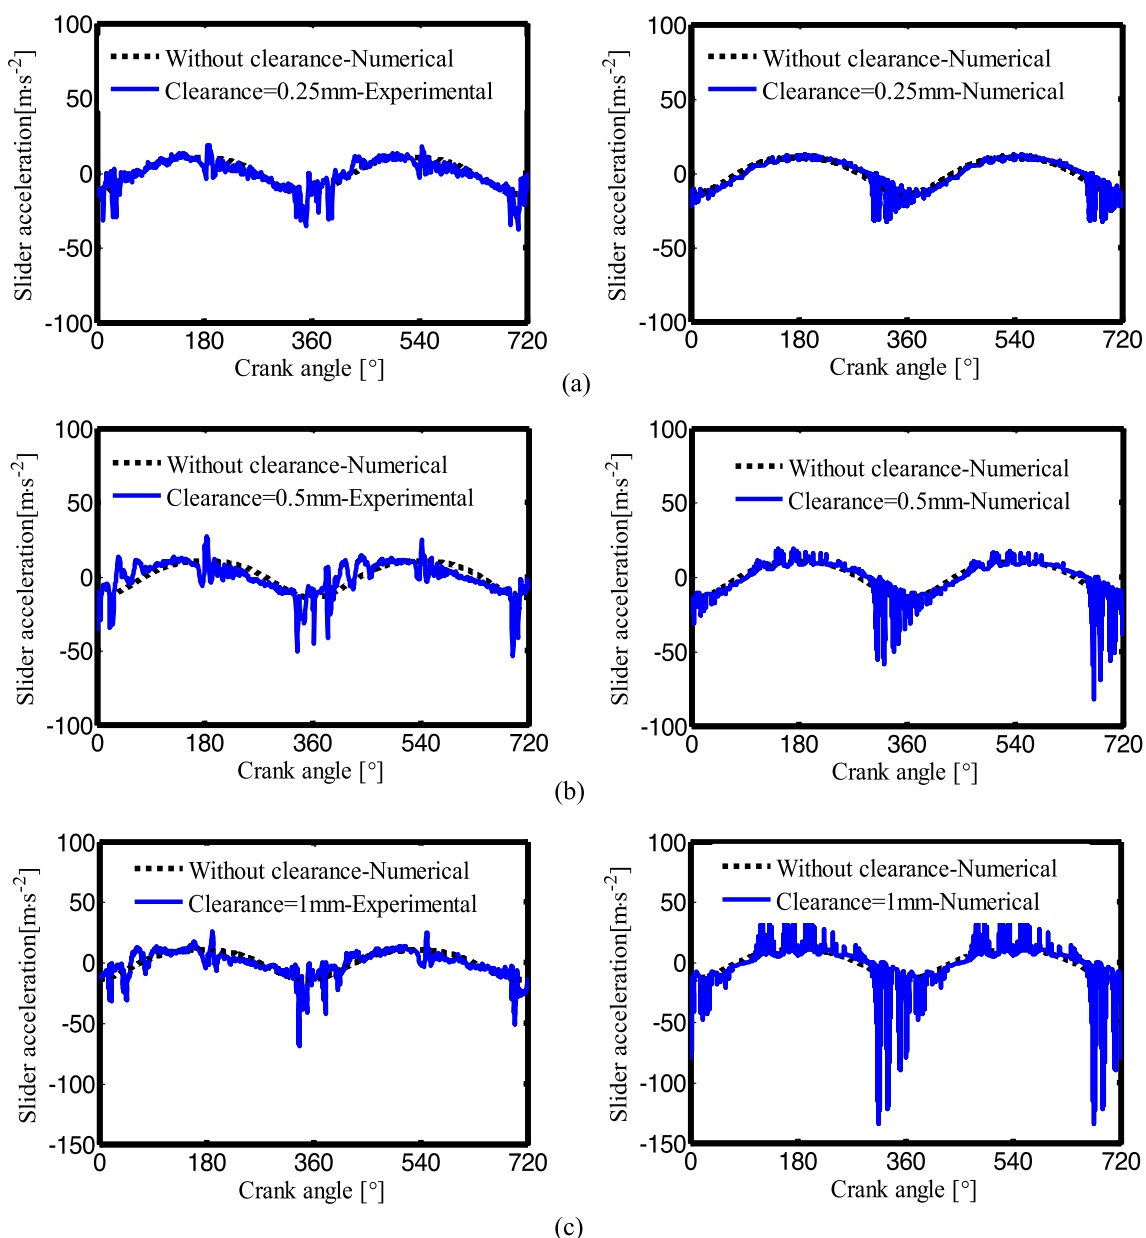 100
50
0
-50
-100
Slider acceleration[m·s⁻²]
Without clearance-Numerical
Clearance=0.25mm-Experimental
0 180 360 540 720
Crank angle [°]
100
50
0
-50
-100
Slider acceleration[m·s⁻²]
Without clearance-Numerical
Clearance=0.25mm-Numerical
0 180 360 540 720
Crank angle [°]
(a)
100
50
0
-50
-100
Slider acceleration[m·s⁻²]
Without clearance-Numerical
Clearance=0.5mm-Experimental
0 180 360 540 720
Crank angle [°]
100
50
0
-50
-100
Slider acceleration[m·s⁻²]
Without clearance-Numerical
Clearance=0.5mm-Numerical
0 180 360 540 720
Crank angle [°]
(b)
100
50
0
-50
-100
-150
Slider acceleration[m·s⁻²]
Without clearance-Numerical
Clearance=1mm-Experimental
0 180 360 540 720
Crank angle [°]
100
50
0
-50
-100
-150
Slider acceleration[m·s⁻²]
Without clearance-Numerical
Clearance=1mm-Numerical
0 180 360 540 720
Crank angle [°]
(c)